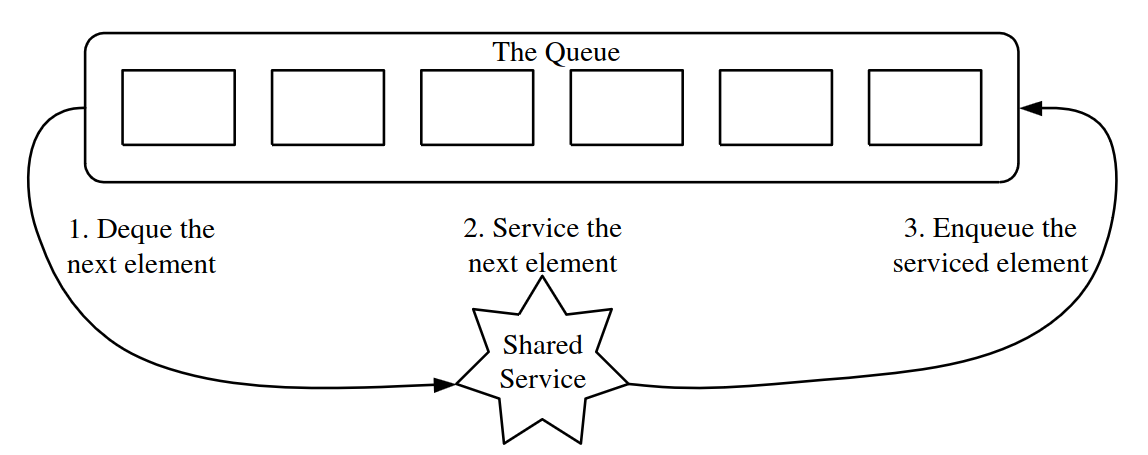 The Queue
1. Deque the
next element
2. Service the
next element
3. Enqueue the
serviced element
Shared
Service